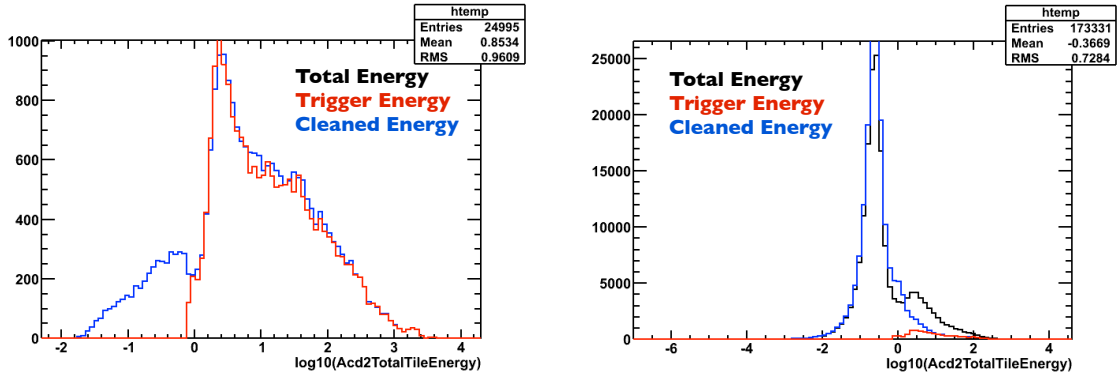 htemp
Entries 24995
Mean 0.8534
RMS 0.9609
1000
800
600
400
200
0
Total Energy
Trigger Energy
Cleaned Energy
-2 -1 0 1 2 3 4
log10(Acd2TotalTileEnergy)
htemp
Entries 173331
Mean -0.3669
RMS 0.7284
25000
20000
15000
10000
5000
0
Total Energy
Trigger Energy
Cleaned Energy
-6 -4 -2 0 2 4
log10(Acd2TotalTileEnergy)